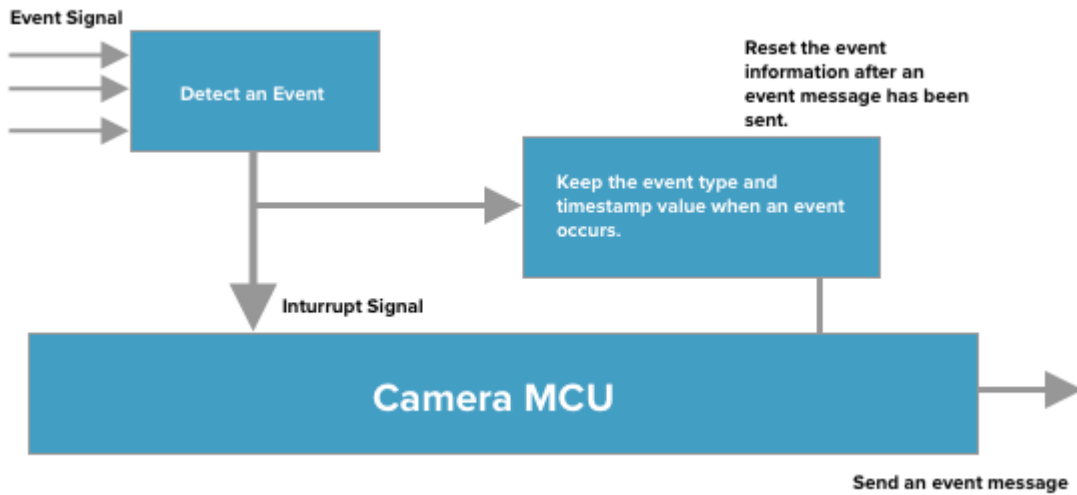 Event Signal
Detect an Event
Reset the event
information after an
event message has been
sent.
Keep the event type and
timestamp value when an event
occurs.
Inturrupt Signal
Camera MCU
Send an event message